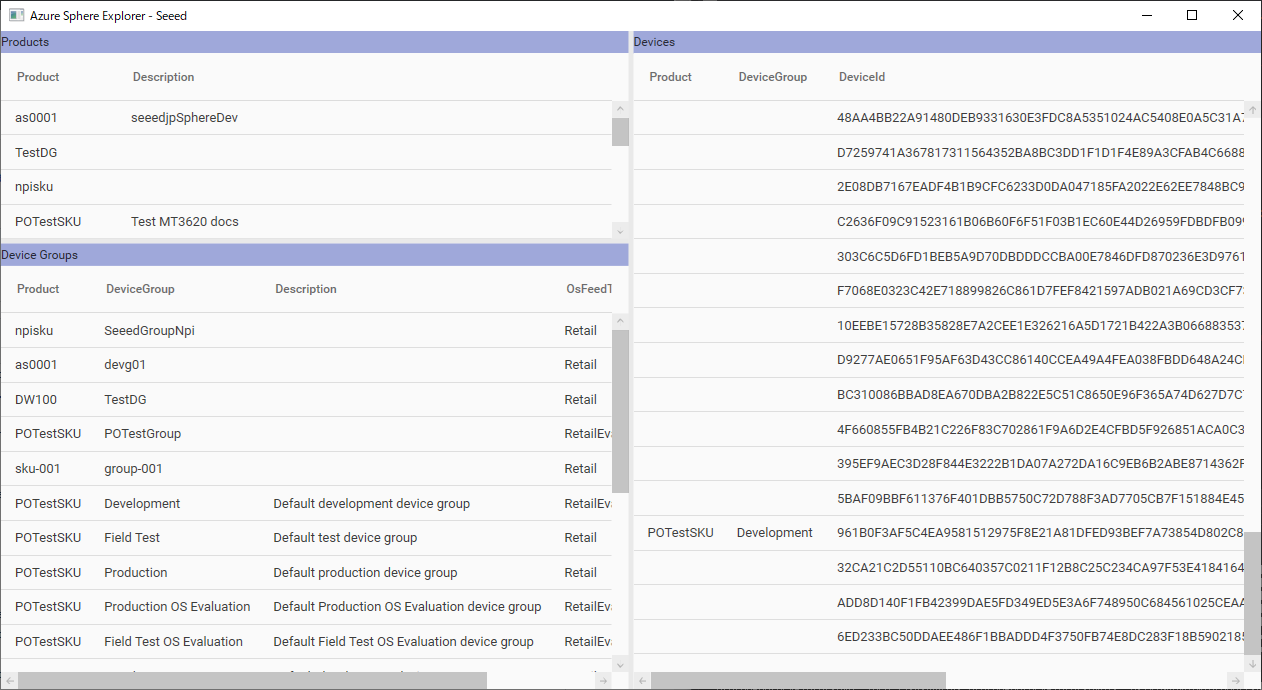 Azure Sphere Explorer - Seeed
Products
Product Description
as0001 seeedjpSphereDev
TestDG
npisku
POTestSKU Test MT3620 docs
Device Groups
Product DeviceGroup Description OsFeedT
npisku SeeedGroupNpi Retail
as0001 devg01 Retail
DW100 TestDG Retail
POTestSKU POTestGroup RetailEv
sku-001 group-001 Retail
POTestSKU Development Default development device group RetailEv
POTestSKU Field Test Default test device group Retail
POTestSKU Production Default production device group Retail
POTestSKU Production OS Evaluation Default Production OS Evaluation device group RetailEv
POTestSKU Field Test OS Evaluation Default Field Test OS Evaluation device group RetailEv
Devices
Product DeviceGroup DeviceId
48AA4BB22A91480DEB9331630E3FDC8A5351024AC5408E0A5C31A7
D7259741A367817311564352BA8BC3DD1F1D1F4E89A3CFAB4C6688
2E08DB7167EADF4B1B9CFC6233D0DA047185FA2022E62EE7848BC9
C2636F09C91523161B06B60F6F51F03B1EC60E44D26959FDBDFB099
303C6C5D6FD1BEB5A9D70DBDDDCCBA00E7846DFD870236E3D9761
F7068E0323C42E718899826C861D7FEF8421597ADB021A69CD3CF7
10EEBE15728B35828E7A2CEE1E326216A5D1721B422A3B066883537
D9277AE0651F95AF63D43CC86140CCEA49A4FEA038FBDD648A24C
BC310086BBAD8EA670DBA2B822E5C51C8650E96F365A74D627D7C
4F660855FB4B21C226F83C702861F9A6D2E4CFBD5F926851ACA0C3
395EF9AEC3D28F844E3222B1DA07A272DA16C9EB6B2ABE8714362F
5BAF09BBF611376F401DBB5750C72D788F3AD7705CB7F151884E45
POTestSKU Development 961B0F3AF5C4EA9581512975F8E21A81DFED93BEF7A73854D802C8
32CA21C2D55110BC640357C0211F12B8C25C234CA97F53E4184164
ADD8D140F1FB42399DAE5FD349ED5E3A6F748950C684561025CEAA
6ED233BC50DDAEE486F1BBADDD4F3750FB74E8DC283F18B5902185